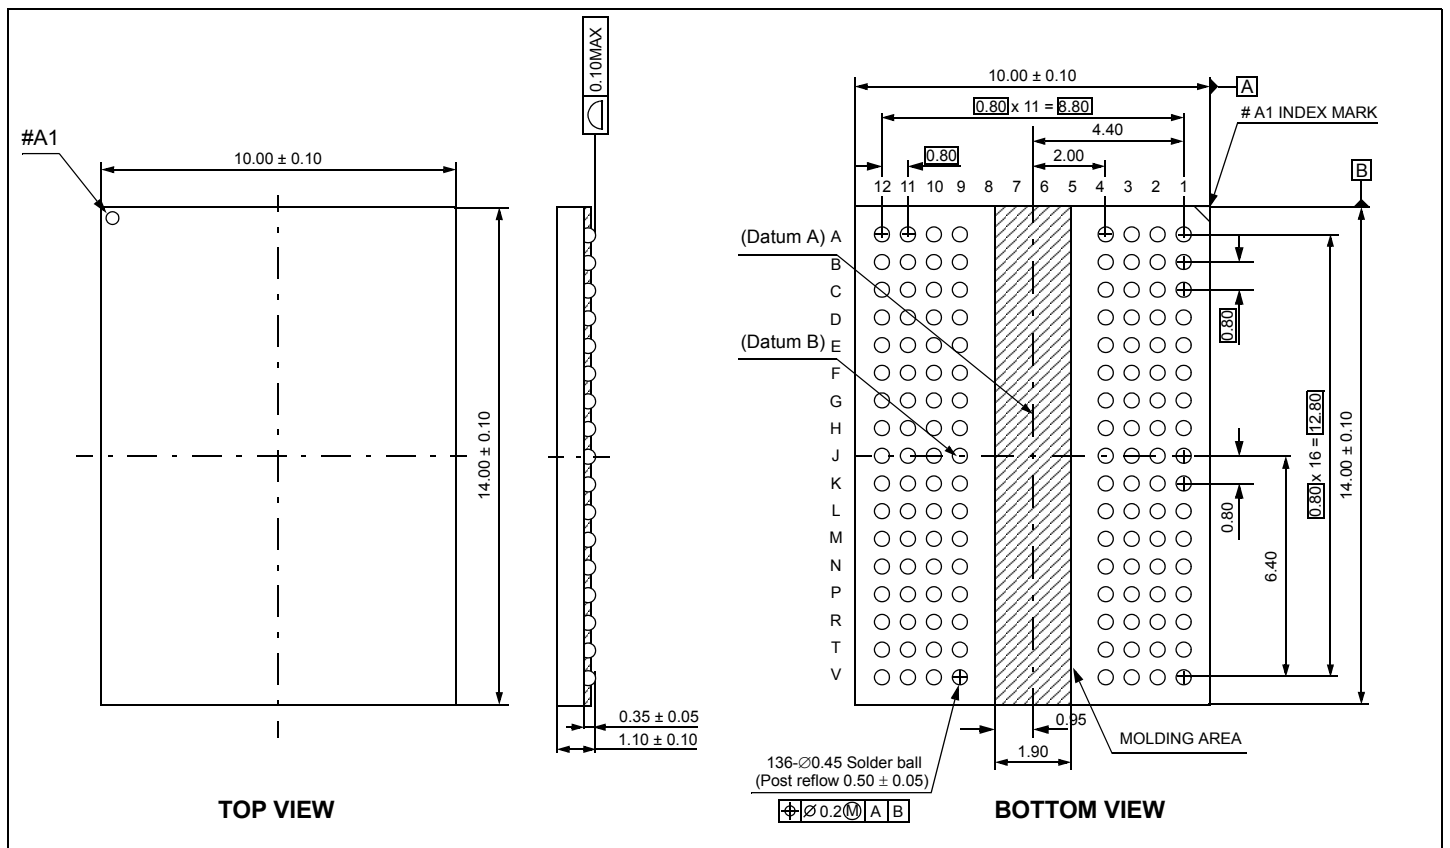 #A1
10.00 ± 0.10
14.00 ± 0.10
TOP VIEW
0.10MAX
0.35 ± 0.05
1.10 ± 0.10
10.00 ± 0.10
A
0.80 x 11 = 8.80
# A1 INDEX MARK
4.40
0.80
2.00
B
12 11 10 9 8 7 6 5 4 3 2 1
(Datum A)
A
B
C
D
(Datum B)
E
F
G
H
J
K
L
M
N
P
R
T
V
0.80
0.80
0.80 x 16 = 12.80
14.00 ± 0.10
6.40
0.95
1.90
MOLDING AREA
136-∅0.45 Solder ball
(Post reflow 0.50 ± 0.05)
⌖ ∅ 0.2Ⓜ A B
BOTTOM VIEW